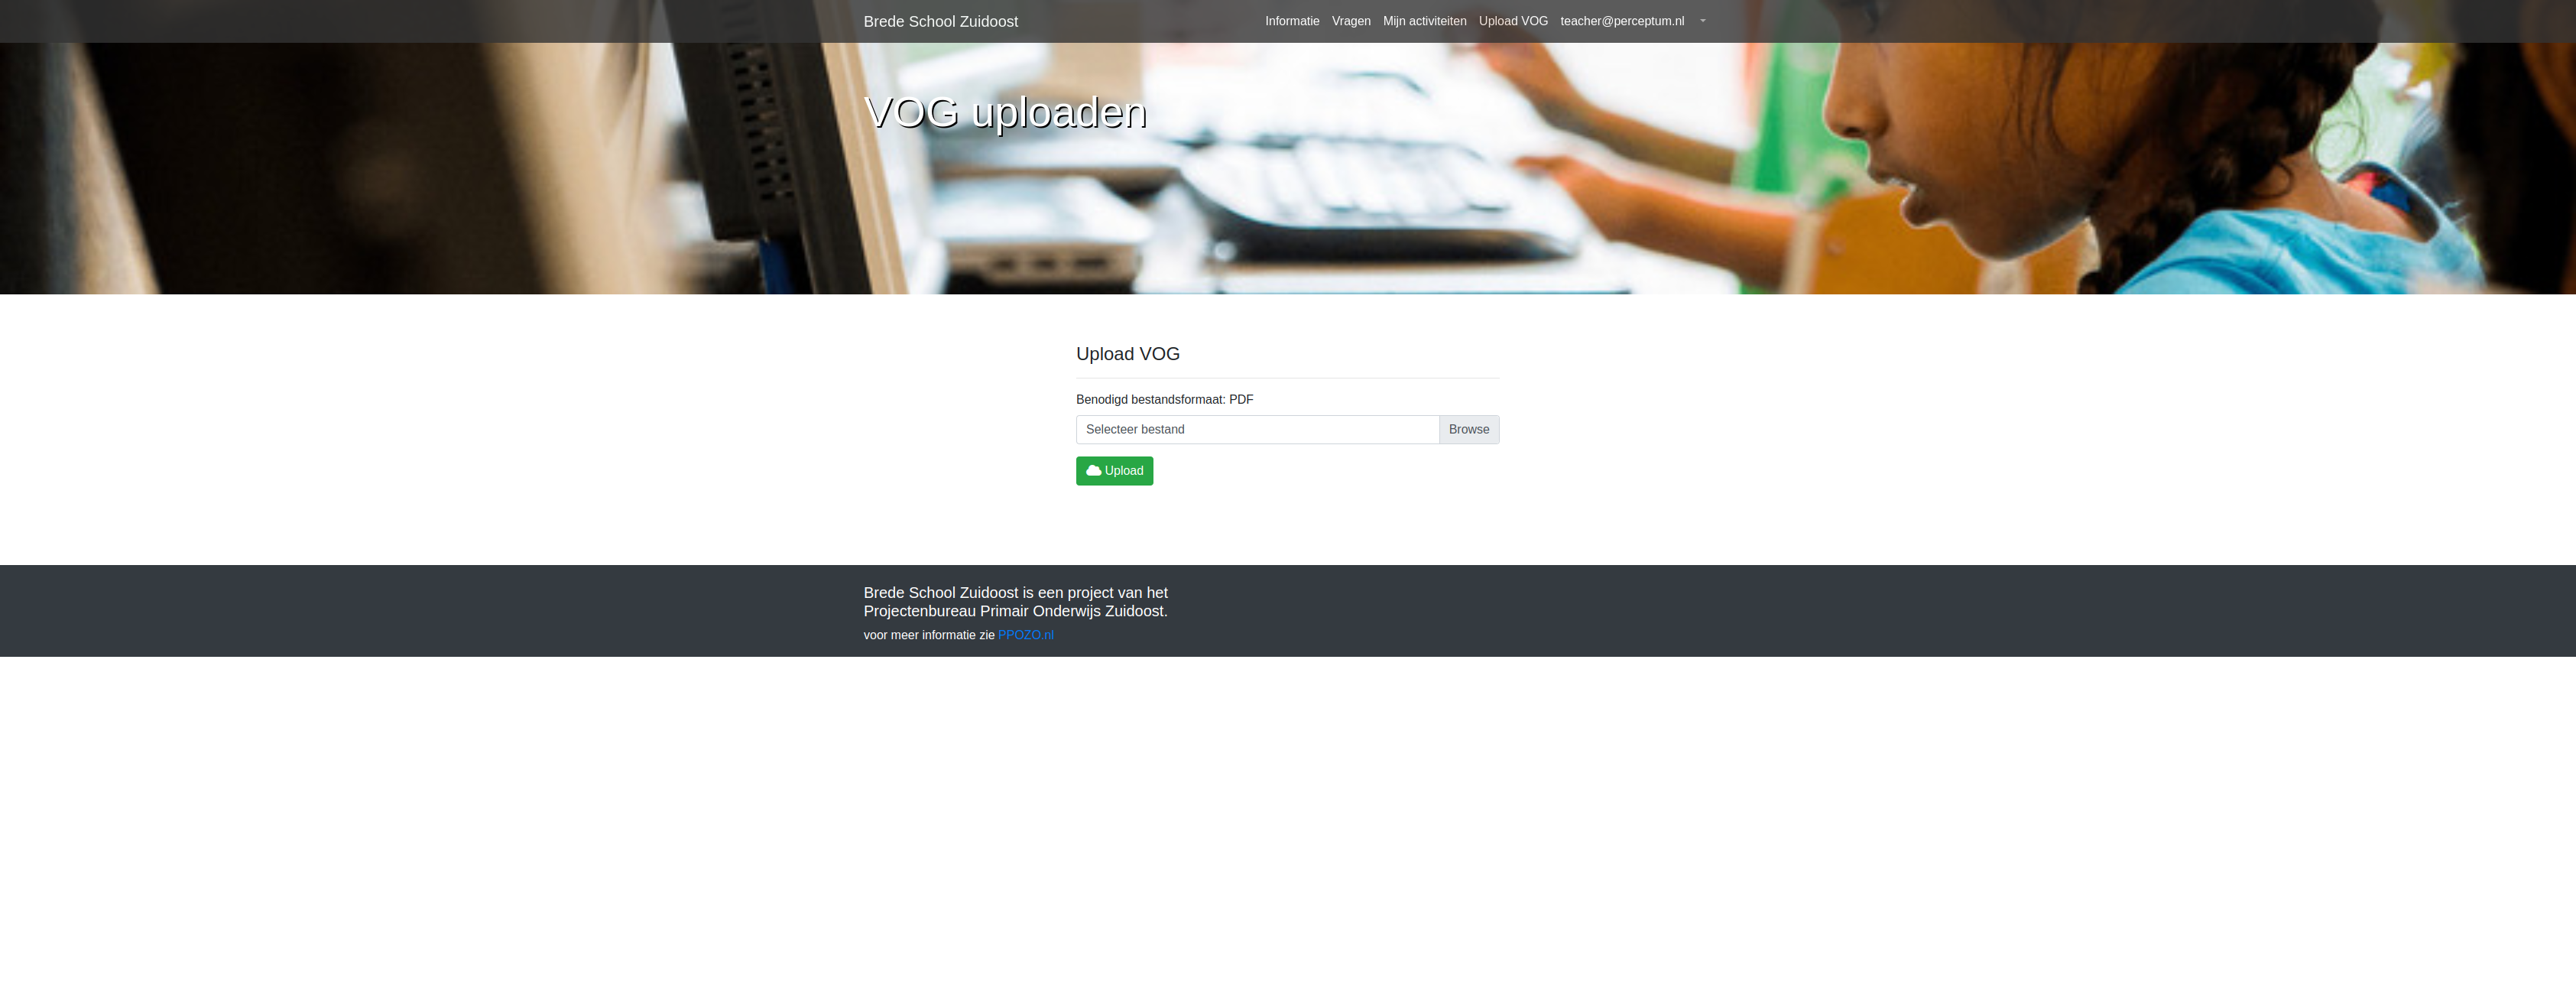 Brede School Zuidoost
Informatie Vragen Mijn activiteiten Upload VOG teacher@perceptum.nl
VOG uploaden
Upload VOG
Benodigd bestandsformaat: PDF
Selecteer bestand Browse
Upload
Brede School Zuidoost is een project van het
Projectenbureau Primair Onderwijs Zuidoost.
voor meer informatie zie PPOZO.nl